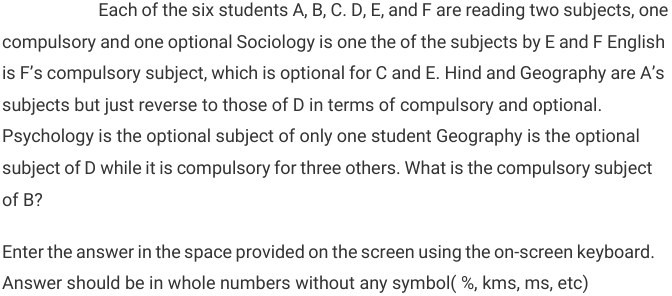 Each of the six students A, B, C. D, E, and F are reading two subjects, one
compulsory and one optional Sociology is one the of the subjects by E and F English
is F's compulsory subject, which is optional for C and E. Hind and Geography are A's
subjects but just reverse to those of D in terms of compulsory and optional.
Psychology is the optional subject of only one student Geography is the optional
subject of D while it is compulsory for three others. What is the compulsory subject
of B?
Enter the answer in the space provided on the screen using the on-screen keyboard.
Answer should be in whole numbers without any symbol( %, kms, ms, etc)